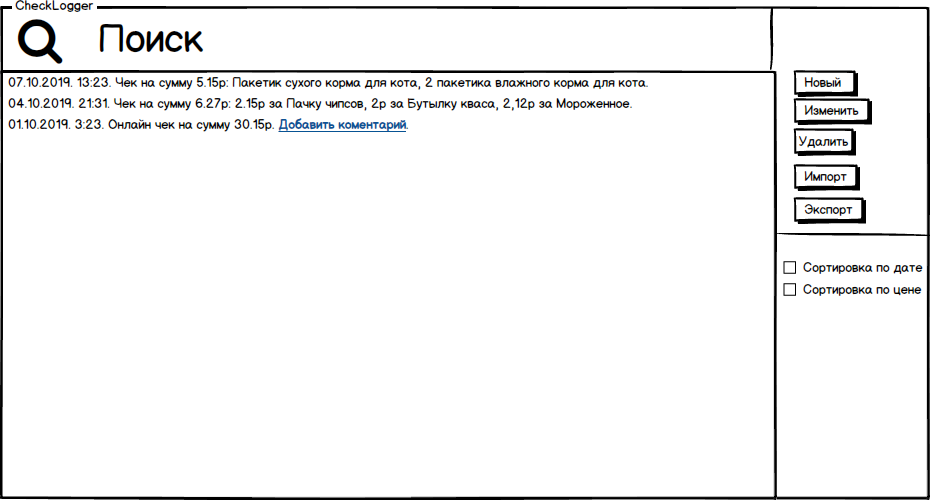 CheckLogger
Поиск
07.10.2019. 13:23. Чек на сумму 5.15р: Пакетик сухого корма для кота, 2 пакетика влажного корма для кота.
04.10.2019. 21:31. Чек на сумму 6.27р: 2.15р за Пачку чипсов, 2р за Бутылку кваса, 2,12р за Мороженное.
01.10.2019. 3:23. Онлайн чек на сумму 30.15р. Добавить коментарий.
Новый
Изменить
Удалить
Импорт
Экспорт
Сортировка по дате
Сортировка по цене